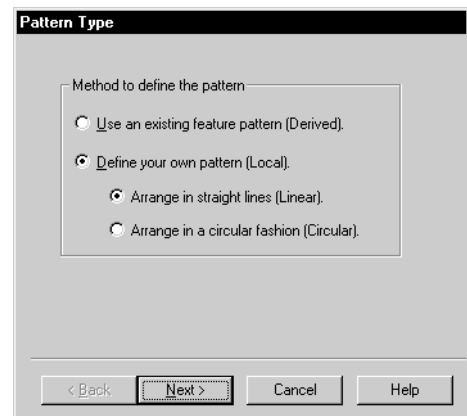 Pattern Type
Method to define the pattern
Use an existing feature pattern (Derived).
Define your own pattern (Local).
Arrange in straight lines (Linear).
Arrange in a circular fashion (Circular).
< Back
Next >
Cancel
Help